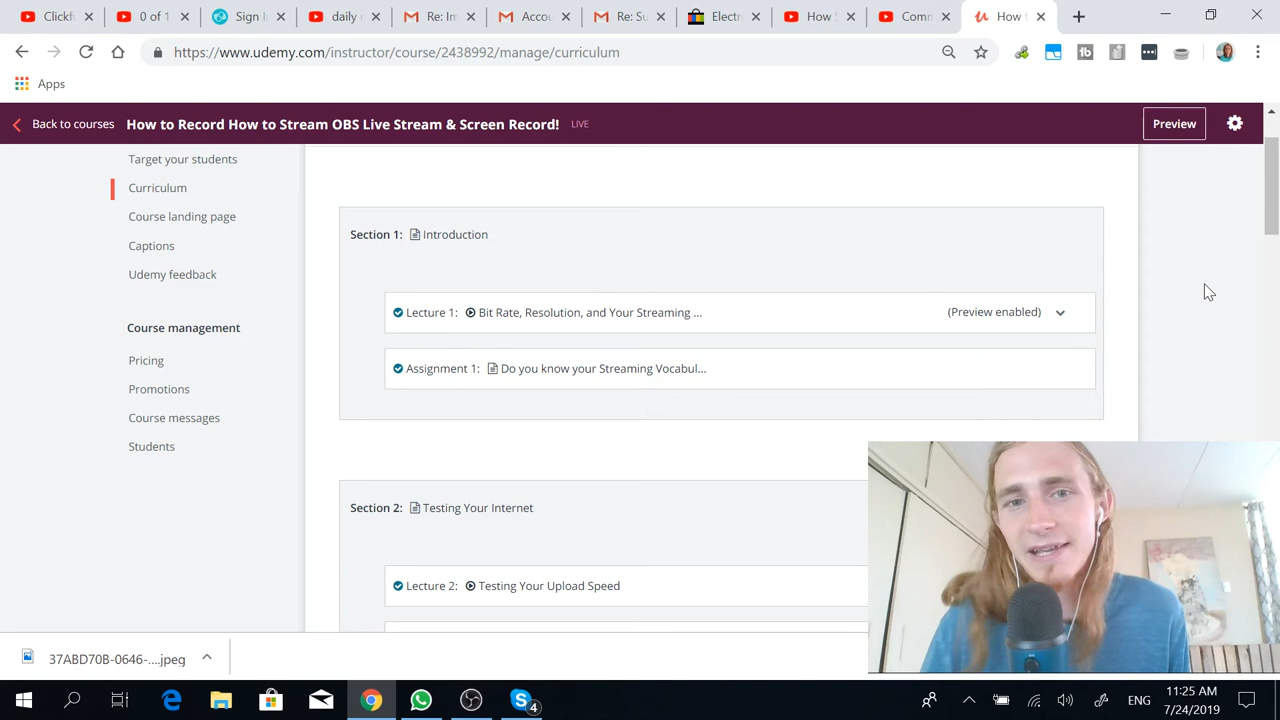 Clickf
0 of 1
Sign I
daily r
Re: Im
Accou
Re: Su
Electr
How S
Comm
How t
https://www.udemy.com/instructor/course/2438992/manage/curriculum
Apps
Back to courses
How to Record How to Stream OBS Live Stream & Screen Record!
LIVE
Preview
Target your students
Curriculum
Course landing page
Captions
Udemy feedback
Course management
Pricing
Promotions
Course messages
Students
Section 1: Introduction
Lecture 1: Bit Rate, Resolution, and Your Streaming ...
(Preview enabled)
Assignment 1: Do you know your Streaming Vocabul...
Section 2: Testing Your Internet
Lecture 2: Testing Your Upload Speed
37ABD70B-0646-....jpeg
4
ENG
11:25 AM
7/24/2019